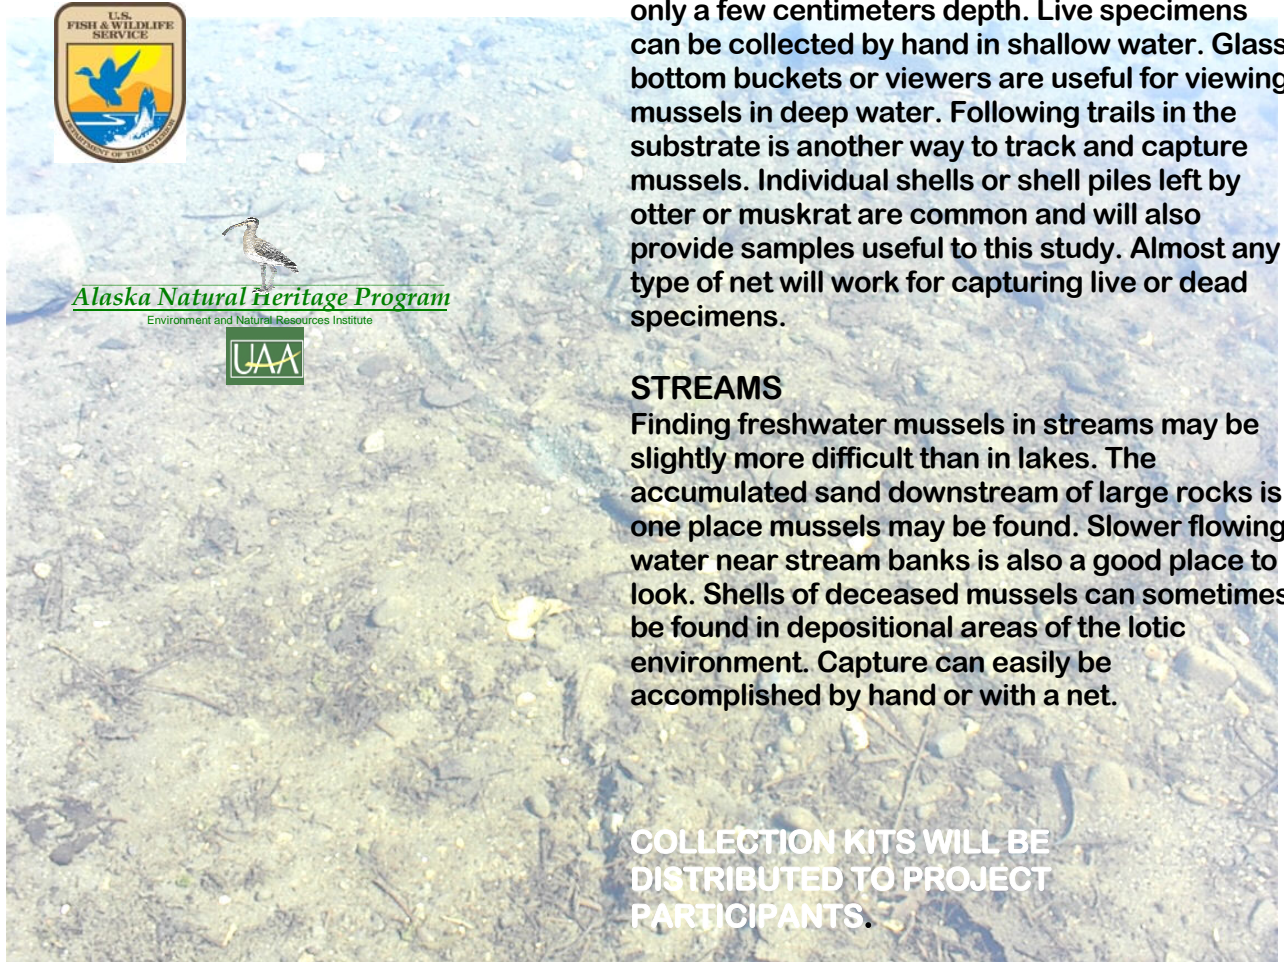 U.S.
FISH & WILDLIFE
SERVICE
DEPARTMENT OF THE INTERIOR
Alaska Natural Heritage Program
Environment and Natural Resources Institute
UAA
only a few centimeters depth. Live specimens
can be collected by hand in shallow water. Glass
bottom buckets or viewers are useful for viewing
mussels in deep water. Following trails in the
substrate is another way to track and capture
mussels. Individual shells or shell piles left by
otter or muskrat are common and will also
provide samples useful to this study. Almost any
type of net will work for capturing live or dead
specimens.
STREAMS
Finding freshwater mussels in streams may be
slightly more difficult than in lakes. The
accumulated sand downstream of large rocks is
one place mussels may be found. Slower flowing
water near stream banks is also a good place to
look. Shells of deceased mussels can sometimes
be found in depositional areas of the lotic
environment. Capture can easily be
accomplished by hand or with a net.
COLLECTION KITS WILL BE
DISTRIBUTED TO PROJECT
PARTICIPANTS.